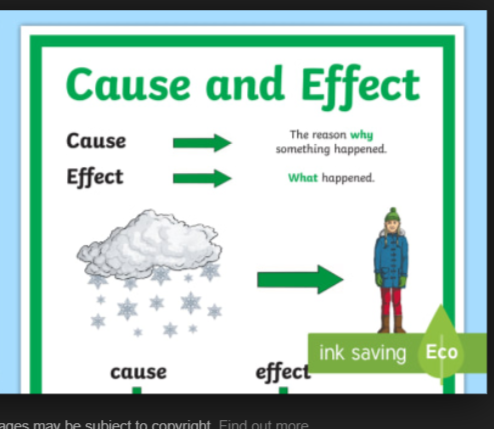 Cause and Effect
Cause
The reason why
something happened.
Effect
What happened.
ink saving Eco
cause effect
ages may be subject to copyright. Find out more